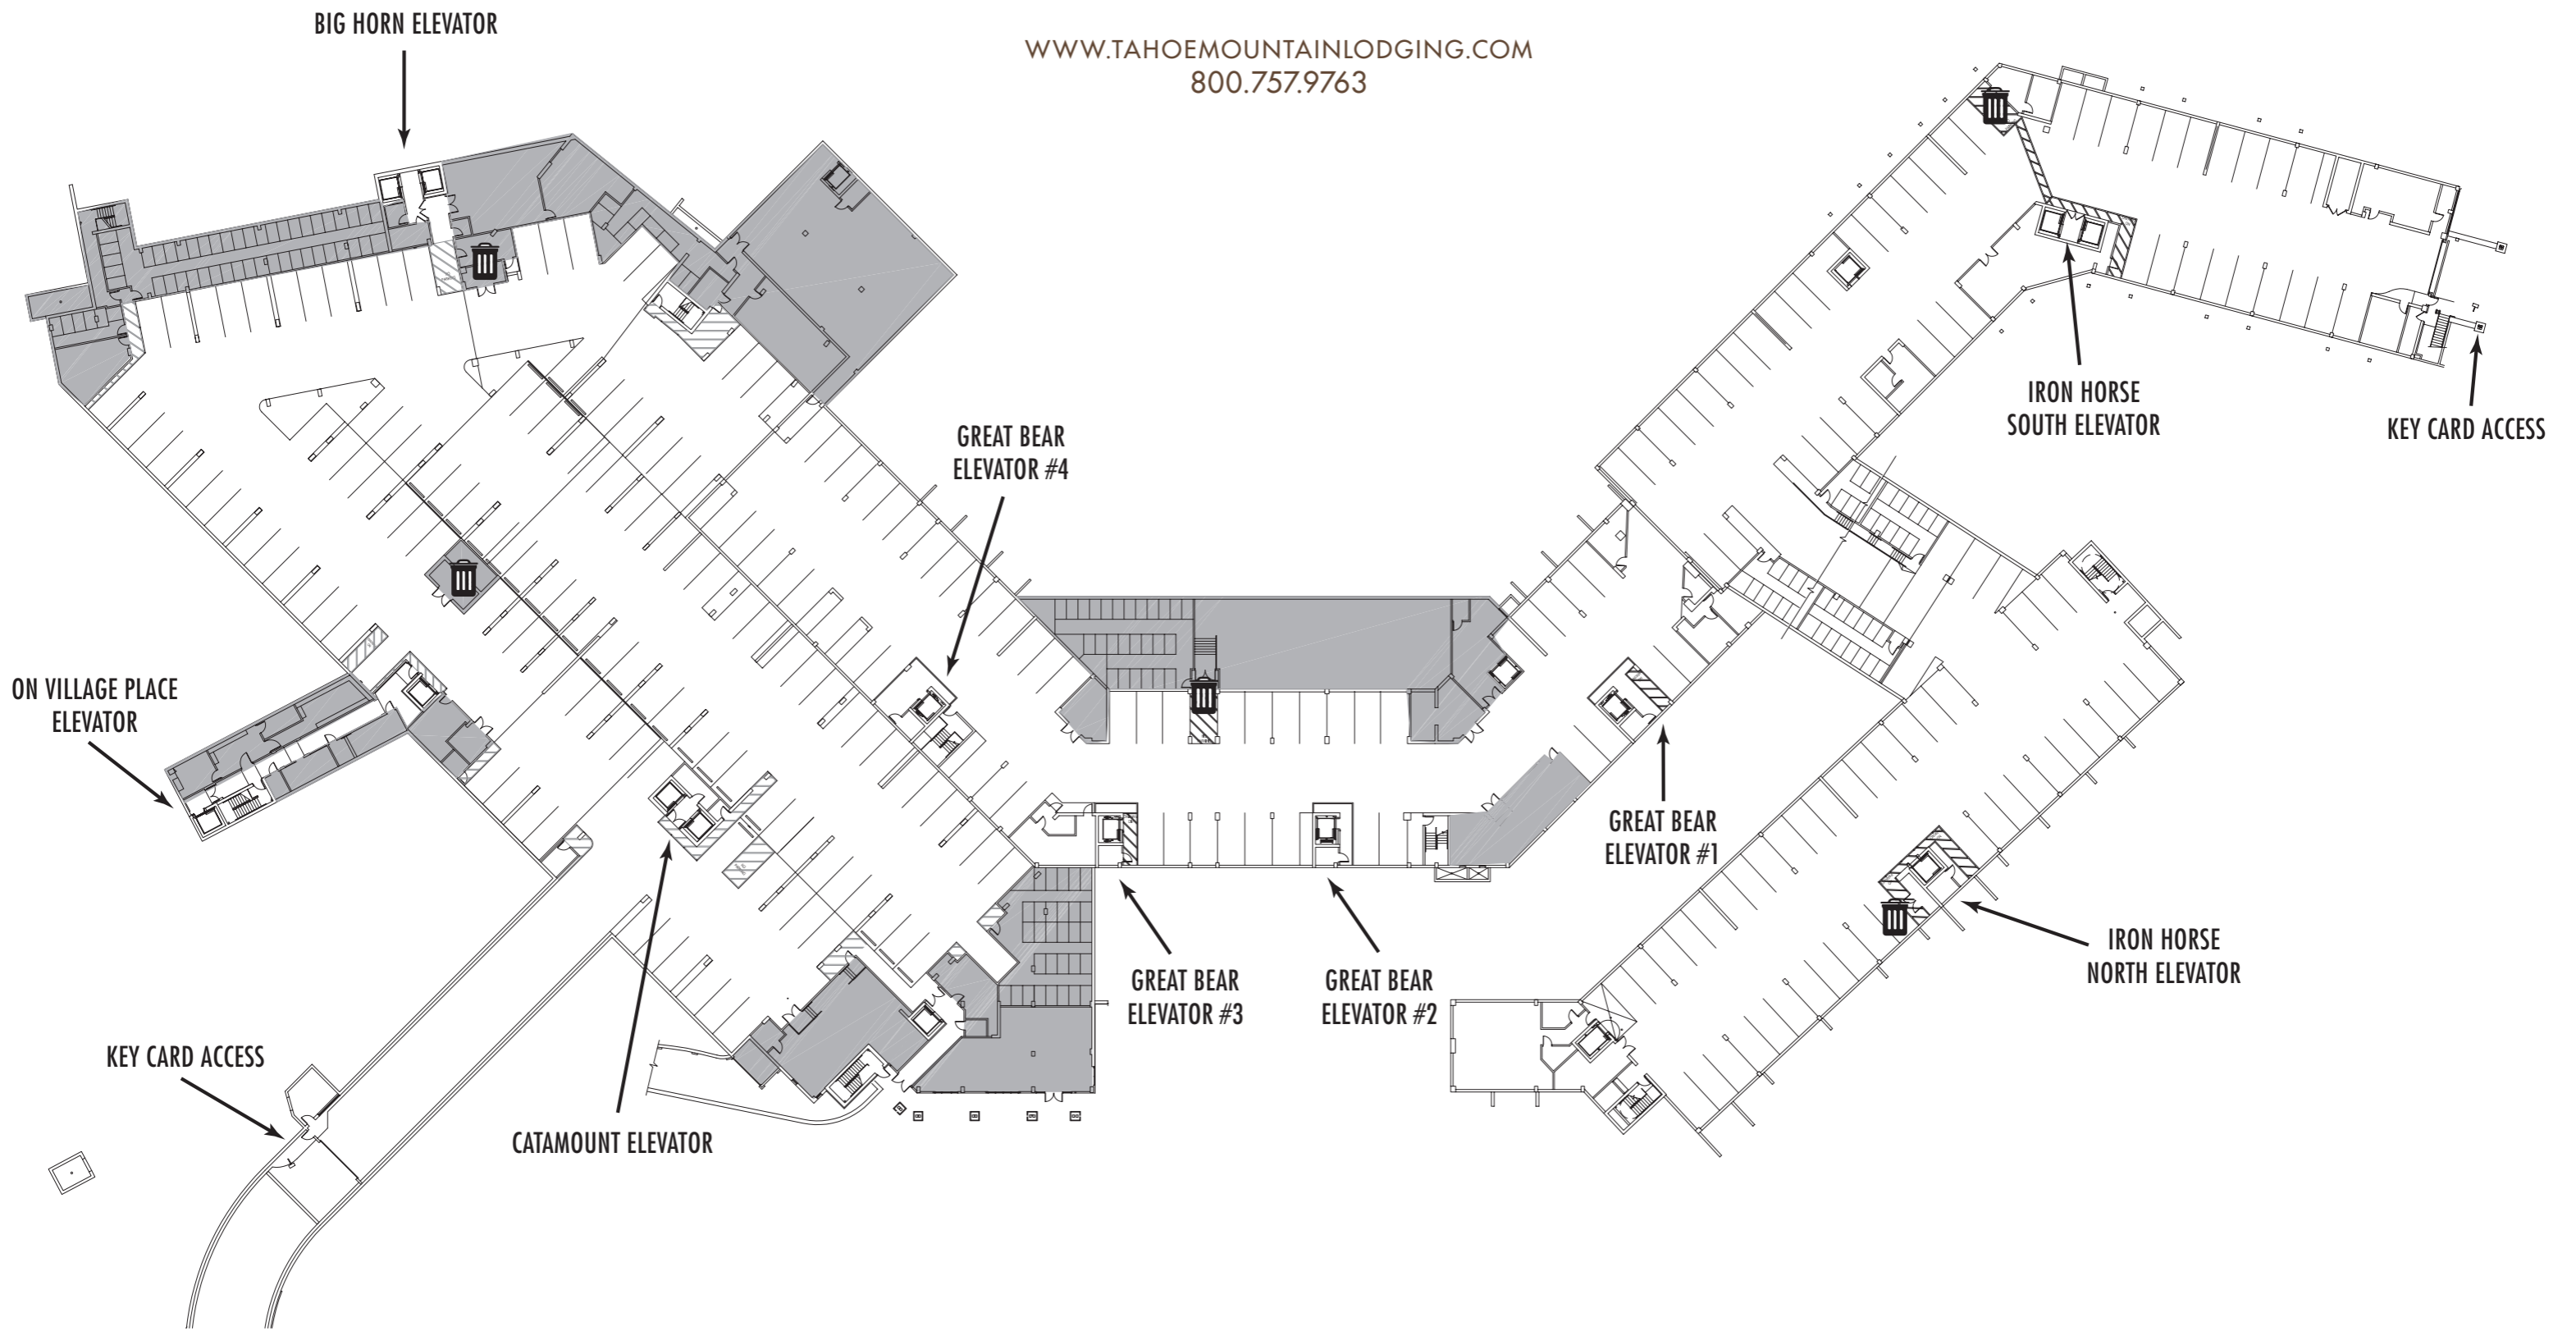 BIG HORN ELEVATOR
WWW.TAHOEMOUNTAINLODGING.COM
800.757.9763
IRON HORSE
SOUTH ELEVATOR
KEY CARD ACCESS
GREAT BEAR
ELEVATOR #4
ON VILLAGE PLACE
ELEVATOR
GREAT BEAR
ELEVATOR #1
IRON HORSE
NORTH ELEVATOR
GREAT BEAR
ELEVATOR #3
GREAT BEAR
ELEVATOR #2
KEY CARD ACCESS
CATAMOUNT ELEVATOR